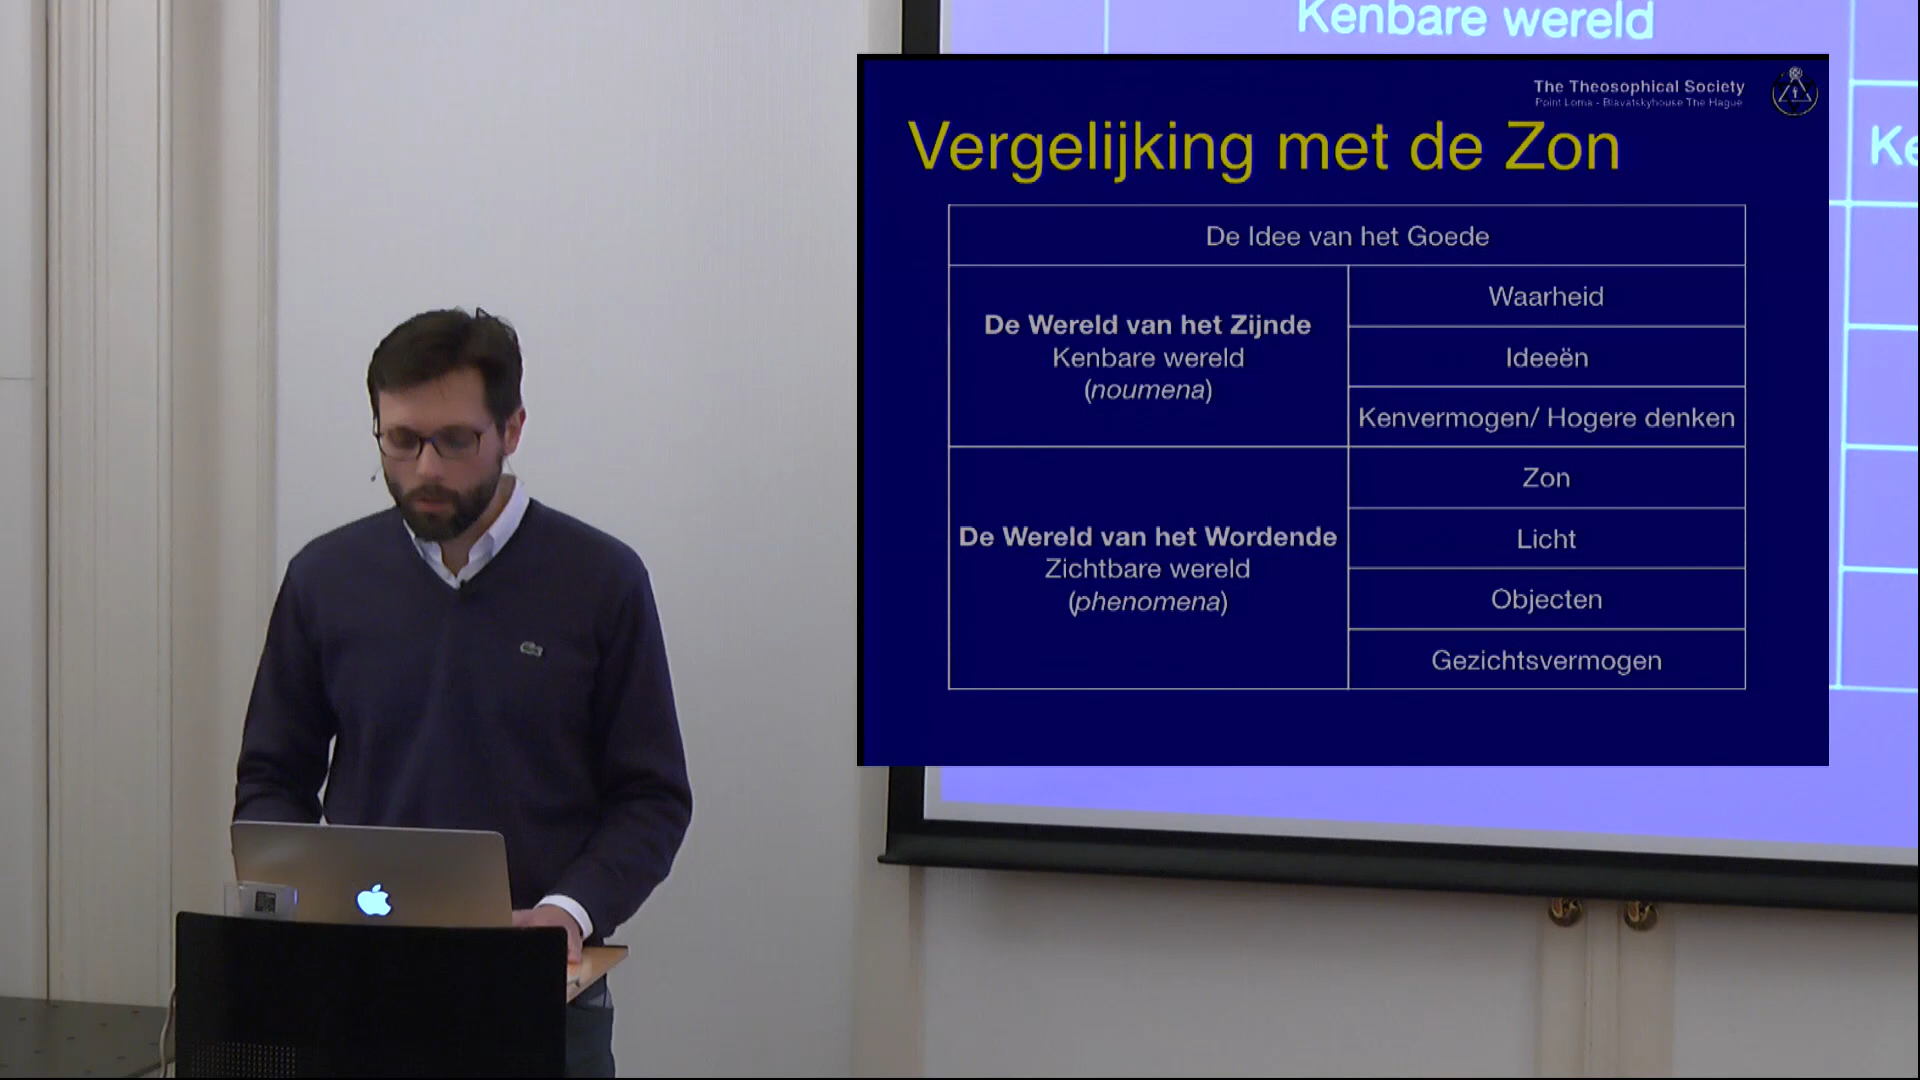 Kenbare wereld
The Theosophical Society
Point Loma - Blavatskyhouse The Hague
Vergelijking met de Zon
De Idee van het Goede
De Wereld van het Zijnde
Kenbare wereld
(noumena)
Waarheid
Ideeën
Kenvermogen/ Hogere denken
De Wereld van het Wordende
Zichtbare wereld
(phenomena)
Zon
Licht
Objecten
Gezichtsvermogen
Ke